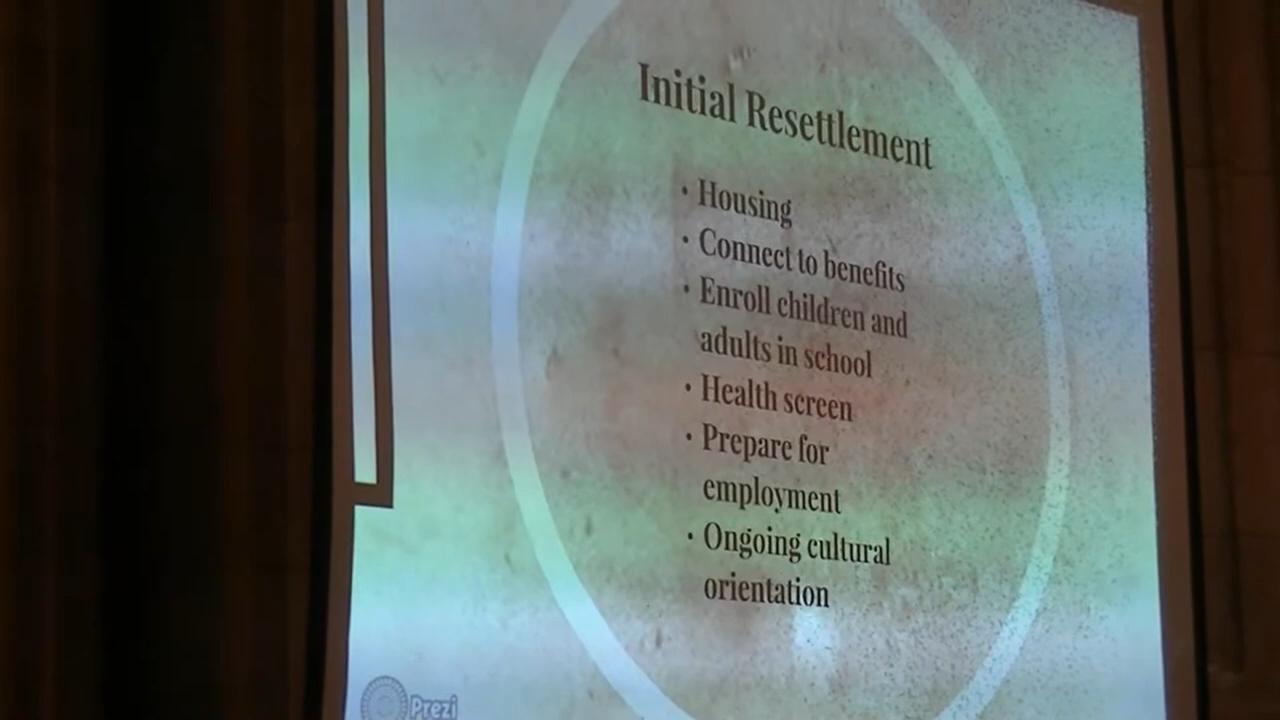 Initial Resettlement
• Housing
• Connect to benefits
• Enroll children and
adults in school
• Health screen
• Prepare for
employment
• Ongoing cultural
orientation
Prezi